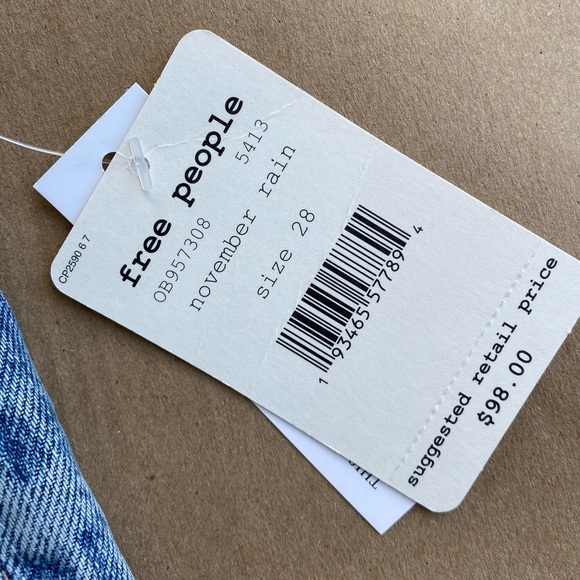 free people
OB957308 5413
november rain
size 28
1 93465 57789 4
suggested retail price
$98.00
CP2590 6 7
THIS